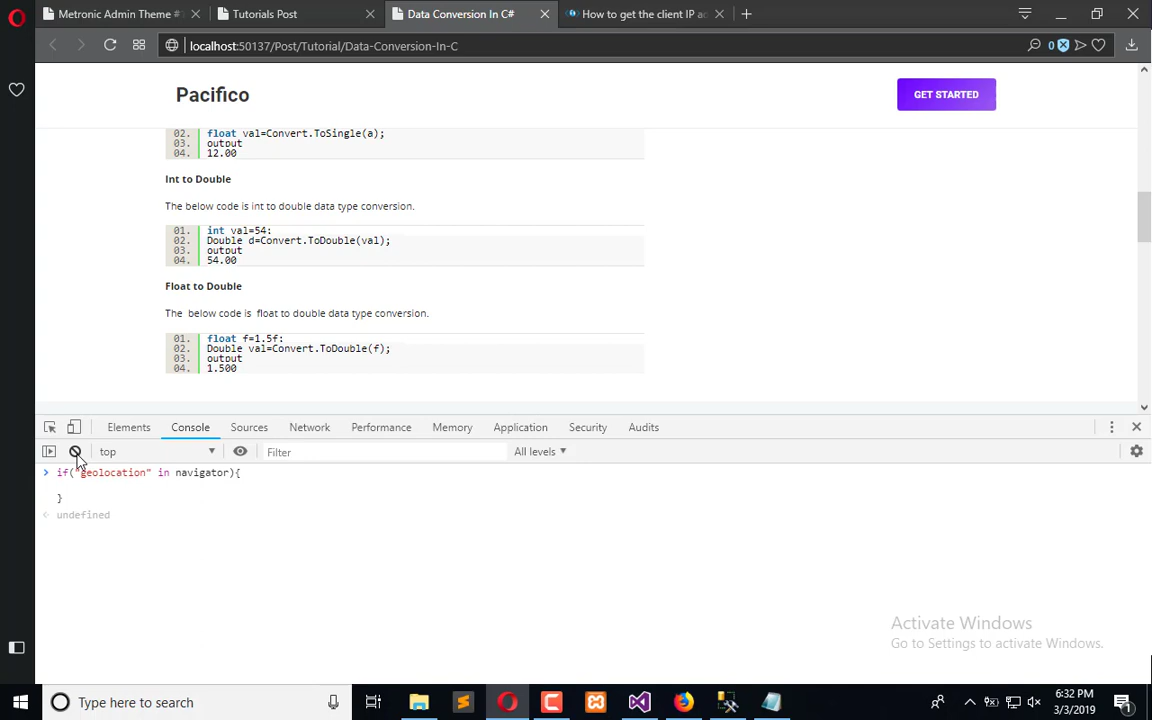 Metronic Admin Theme #
Tutorials Post
Data Conversion In C#
How to get the client IP ad
localhost:50137/Post/Tutorial/Data-Conversion-In-C
0
Pacifico
GET STARTED
02. float val=Convert.ToSingle(a);
03. output
04. 12.00
Int to Double
The below code is int to double data type conversion.
01. int val=54:
02. Double d=Convert.ToDouble(val);
03. output
04. 54.00
Float to Double
The below code is float to double data type conversion.
01. float f=1.5f:
02. Double val=Convert.ToDouble(f);
03. output
04. 1.500
Elements Console Sources Network Performance Memory Application Security Audits
top Filter All levels
if("geolocation" in navigator){
}
undefined
Activate Windows
Go to Settings to activate Windows.
Type here to search
6:32 PM
3/3/2019
1